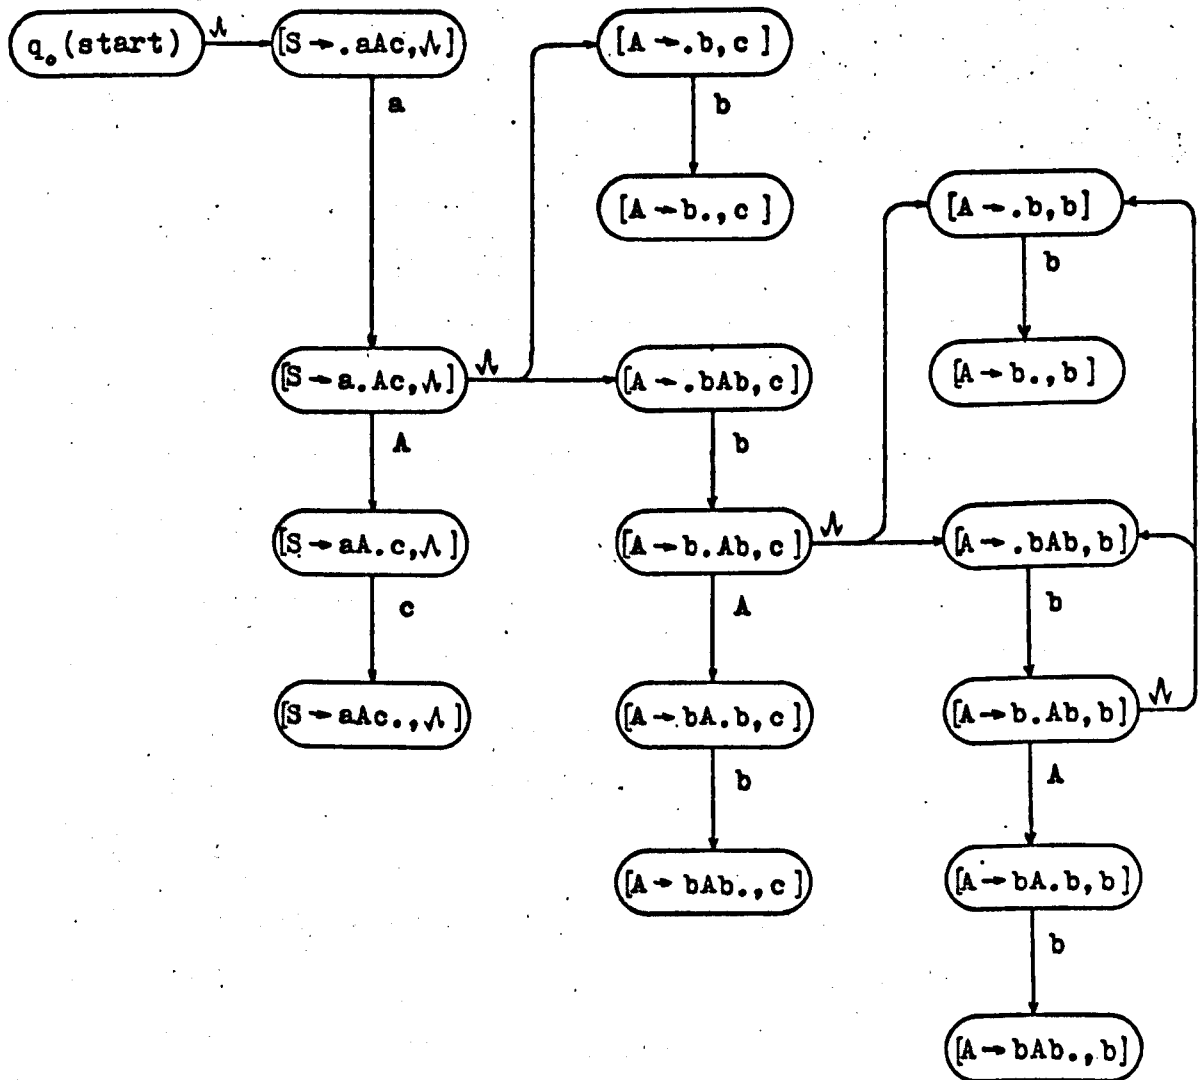 q₀(start)
Λ
[S → .aAc,Λ]
[A → .b,c]
a
b
[A → b.,c]
[A → .b,b]
b
[A → b.,b]
[S → a.Ac,Λ]
Λ
[A → .bAb,c]
A
b
[S → aA.c,Λ]
[A → b.Ab,c]
Λ
[A → .bAb,b]
c
A
b
[S → aAc.,Λ]
[A → bA.b,c]
[A → b.Ab,b]
Λ
b
A
[A → bAb.,c]
[A → bA.b,b]
b
[A → bAb.,b]